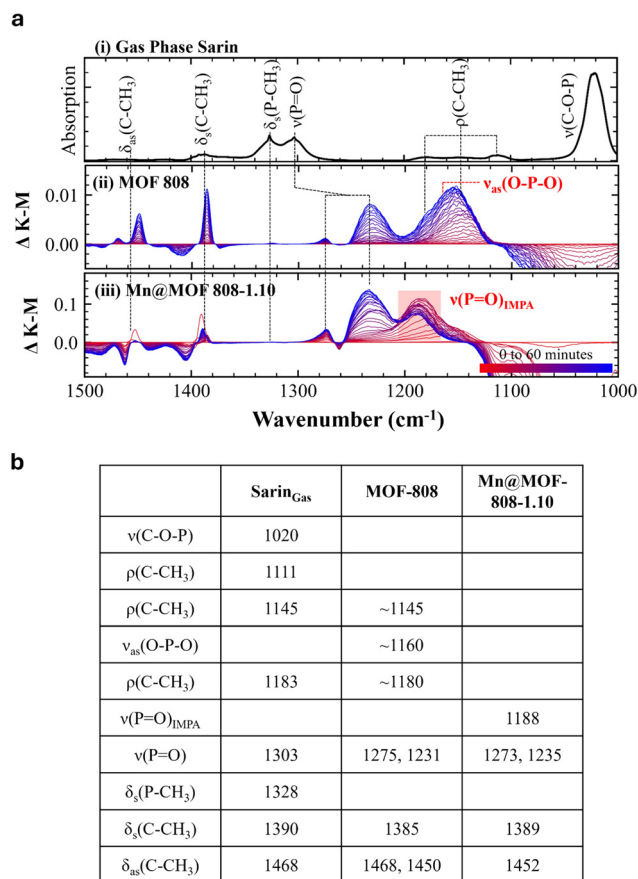 a
(i) Gas Phase Sarin
Absorption
δas(C-CH3)
δs(C-CH3)
δs(P-CH3)
ν(P=O)
ρ(C-CH3)
ν(C-O-P)
(ii) MOF 808
νas(O-P-O)
0.01
0.00
Δ K-M
(iii) Mn@MOF 808-1.10
ν(P=O)IMPA
0.1
0.0
Δ K-M
0 to 60 minutes
1500 1400 1300 1200 1100 1000
Wavenumber (cm-1)
b
SarinGas MOF-808 Mn@MOF-808-1.10
ν(C-O-P) 1020
ρ(C-CH3) 1111
ρ(C-CH3) 1145 ~1145
νas(O-P-O) ~1160
ρ(C-CH3) 1183 ~1180
ν(P=O)IMPA 1188
ν(P=O) 1303 1275, 1231 1273, 1235
δs(P-CH3) 1328
δs(C-CH3) 1390 1385 1389
δas(C-CH3) 1468 1468, 1450 1452